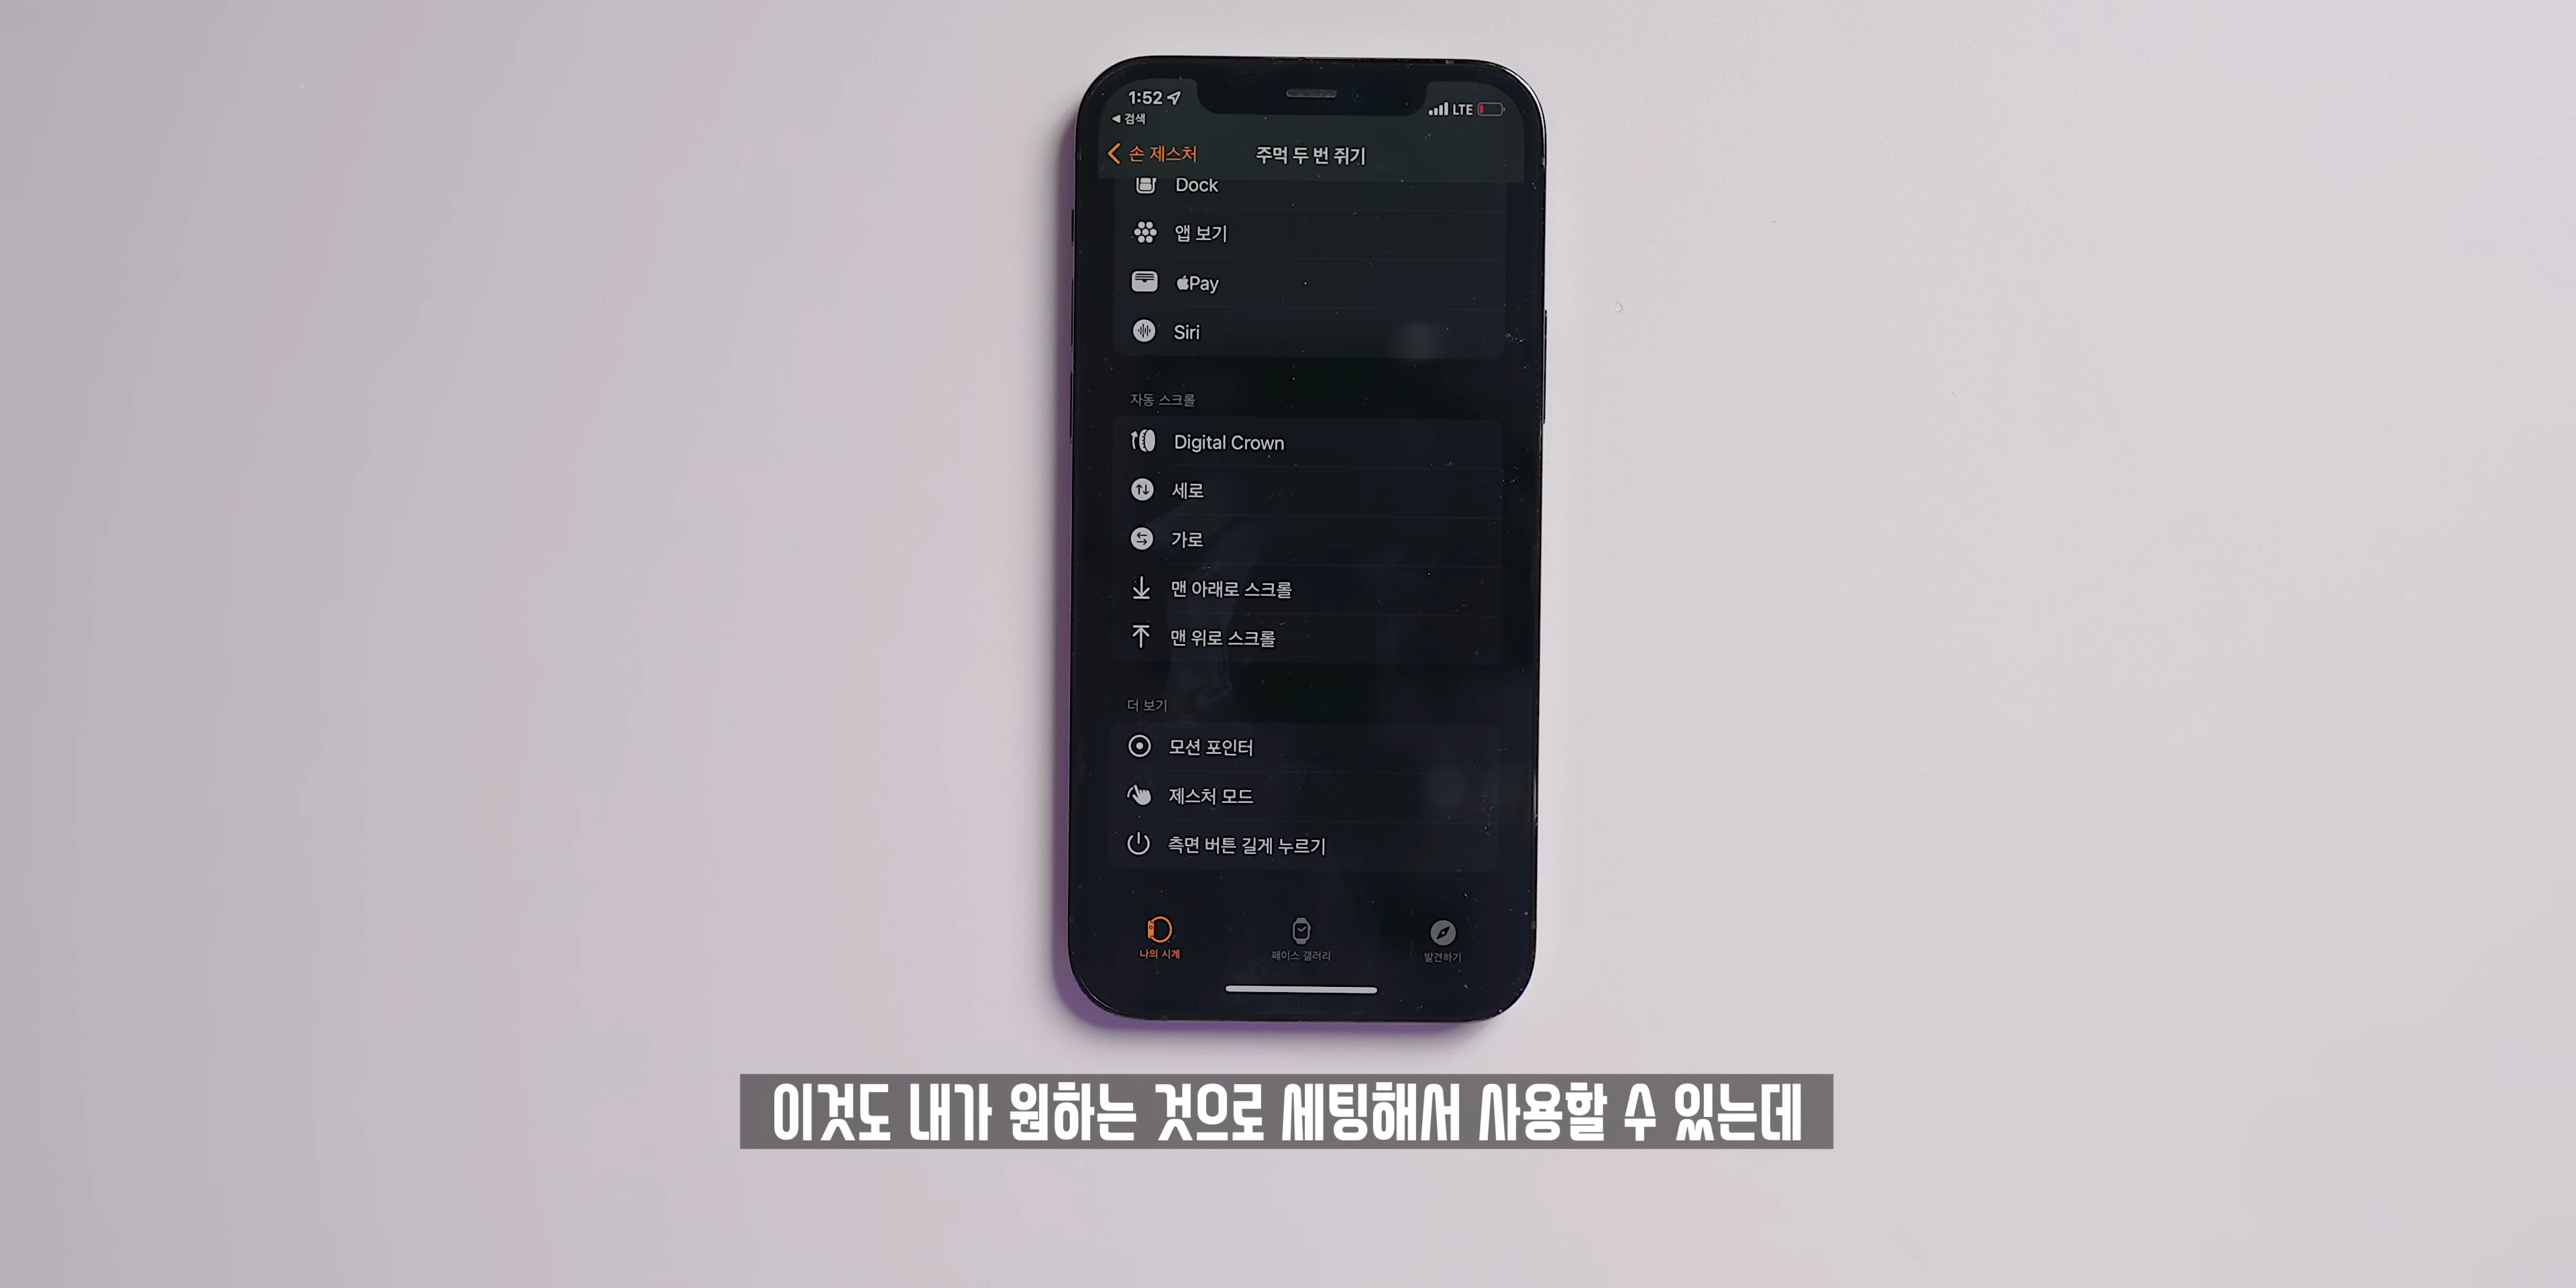 1:52
LTE
◀ 검색
손 제스처
주먹 두 번 쥐기
Dock
앱 보기
Pay
Siri
자동 스크롤
Digital Crown
세로
가로
맨 아래로 스크롤
맨 위로 스크롤
더 보기
모션 포인터
제스처 모드
측면 버튼 길게 누르기
나의 시계
페이스 갤러리
발견하기
이것도 내가 원하는 것으로 세팅해서 사용할 수 있는데